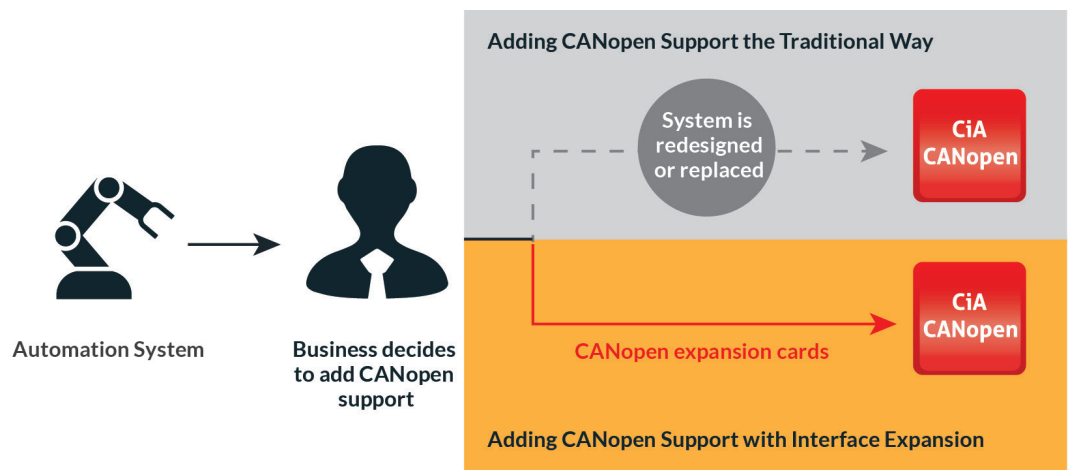 Adding CANopen Support the Traditional Way
System is
redesigned
or replaced
CiA
CANopen
Automation System
Business decides
to add CANopen
support
CiA
CANopen
CANopen expansion cards
Adding CANopen Support with Interface Expansion